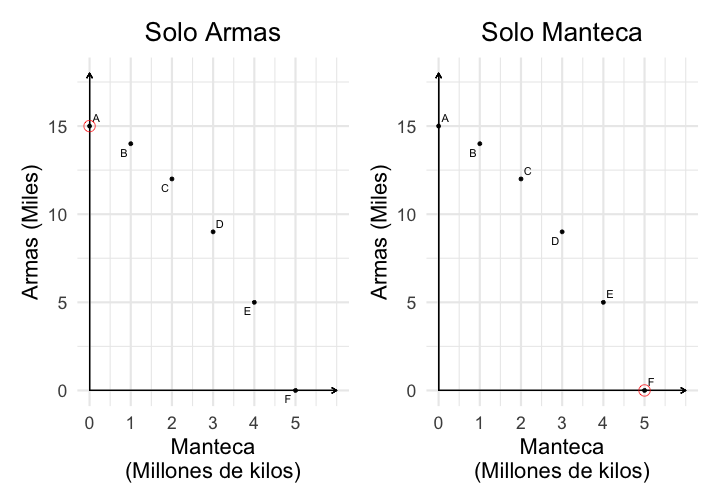 Solo Armas
Armas (Miles)
15
10
5
0
A
B
C
D
E
F
0 1 2 3 4 5
Manteca
(Millones de kilos)
Solo Manteca
Armas (Miles)
15
10
5
0
A
B
C
D
E
F
0 1 2 3 4 5
Manteca
(Millones de kilos)